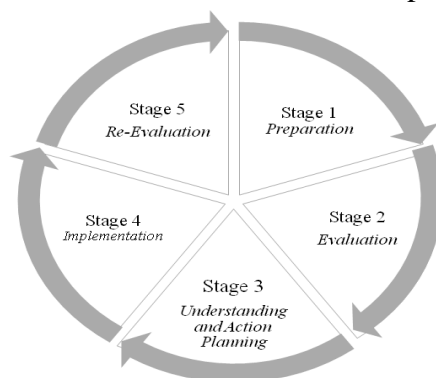 Stage 1
Preparation
Stage 2
Evaluation
Stage 3
Understanding
and Action
Planning
Stage 4
Implementation
Stage 5
Re-Evaluation